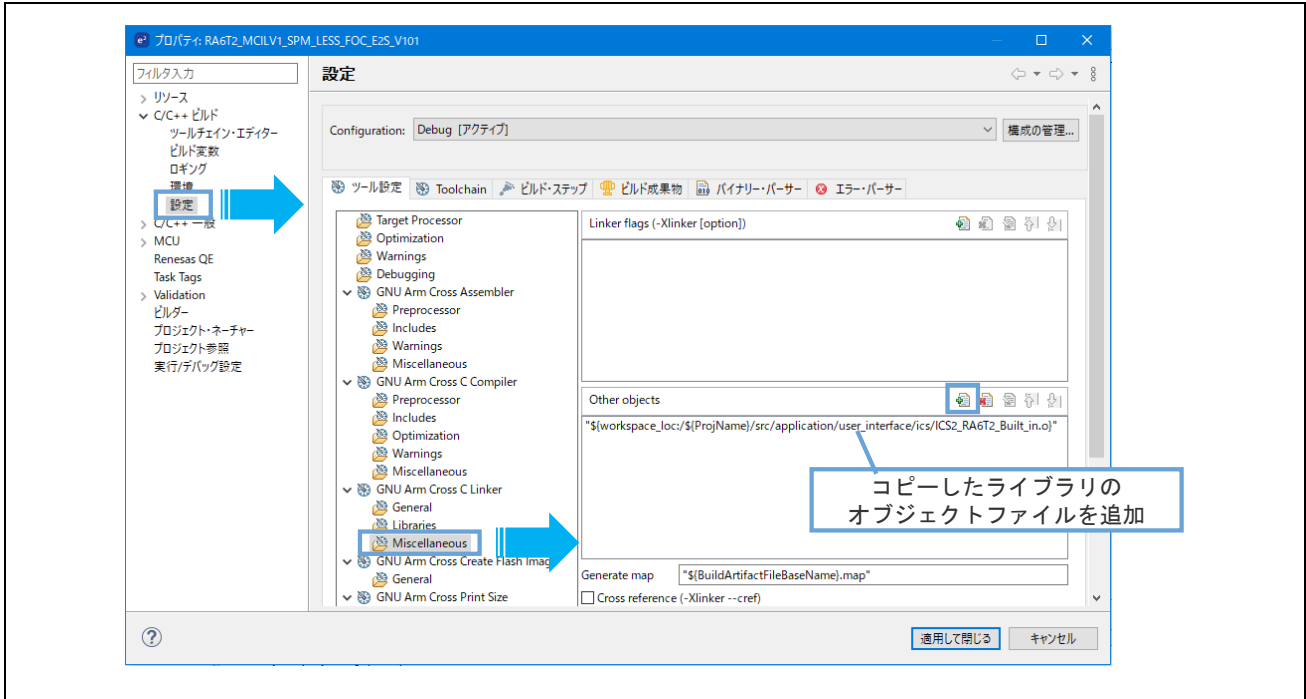 プロパティ: RA6T2_MCILV1_SPM_LESS_FOC_E2S_V101
フィルタ入力
リソース
C/C++ ビルド
ツールチェイン・エディター
ビルド変数
ロギング
環境
設定
C/C++ 一般
MCU
Renesas QE
Task Tags
Validation
ビルダー
プロジェクト・ネーチャー
プロジェクト参照
実行/デバッグ設定
設定
Configuration: Debug [アクティブ] 構成の管理...
ツール設定 Toolchain ビルド・ステップ ビルド成果物 バイナリー・パーサー エラー・パーサー
Target Processor
Optimization
Warnings
Debugging
GNU Arm Cross Assembler
Preprocessor
Includes
Warnings
Miscellaneous
GNU Arm Cross C Compiler
Preprocessor
Includes
Optimization
Warnings
Miscellaneous
GNU Arm Cross C Linker
General
Libraries
Miscellaneous
GNU Arm Cross Create Flash Imag
General
GNU Arm Cross Print Size
Linker flags (-Xlinker [option])
Other objects
"${workspace_loc:/${ProjName}/src/application/user_interface/ics/ICS2_RA6T2_Built_in.o}"
コピーしたライブラリの
オブジェクトファイルを追加
Generate map "${BuildArtifactFileBaseName}.map"
Cross reference (-Xlinker --cref)
適用して閉じる キャンセル